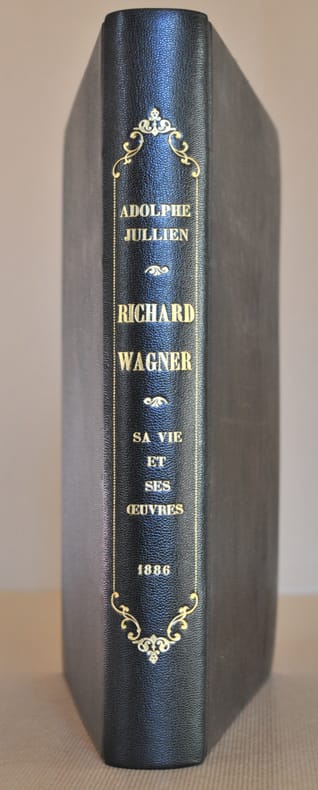 ADOLPHE
JULLIEN
RICHARD
WAGNER
SA VIE
ET
SES
ŒUVRES
1886